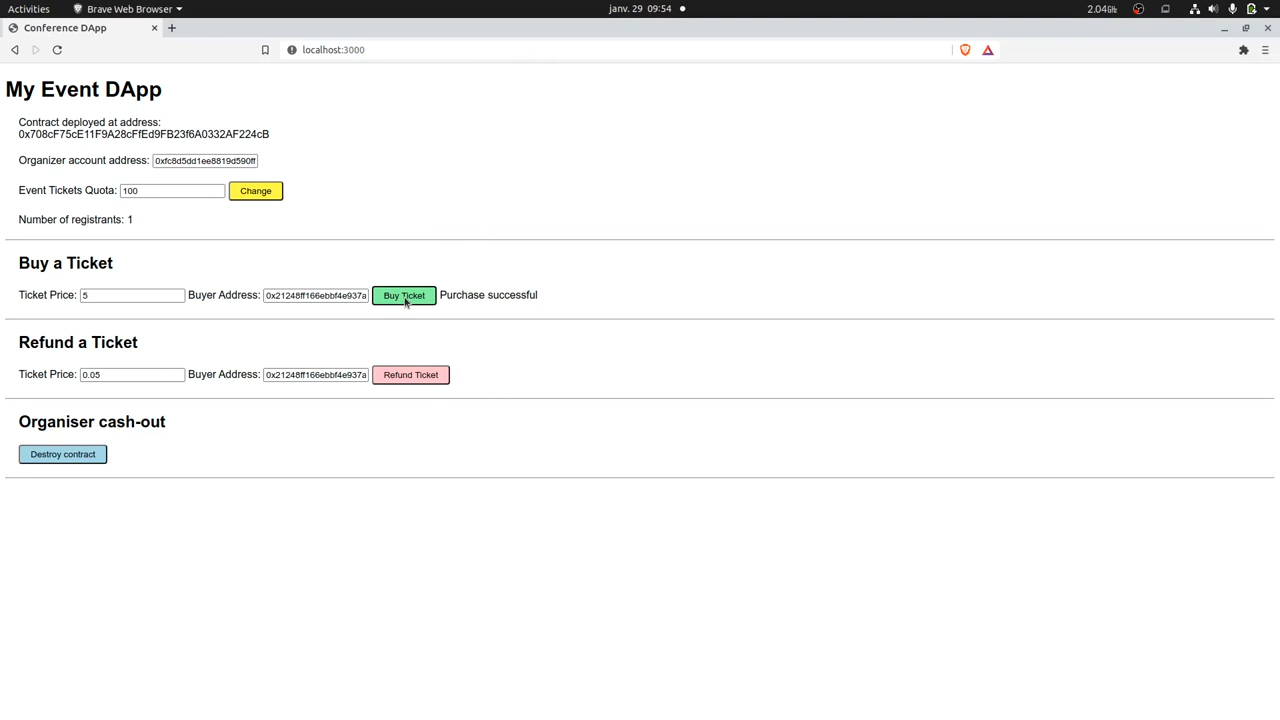 Activities Brave Web Browser janv. 29 09:54 2.04GHz
Conference DApp
localhost:3000
My Event DApp
Contract deployed at address:
0x708cF75cE11F9A28cFfEd9FB23f6A0332AF224cB
Organizer account address: 0xfc8d5dd1ee8819d590ff
Event Tickets Quota: 100 Change
Number of registrants: 1
Buy a Ticket
Ticket Price: 5 Buyer Address: 0x21248ff166ebbf4e937a Buy Ticket Purchase successful
Refund a Ticket
Ticket Price: 0.05 Buyer Address: 0x21248ff166ebbf4e937a Refund Ticket
Organiser cash-out
Destroy contract